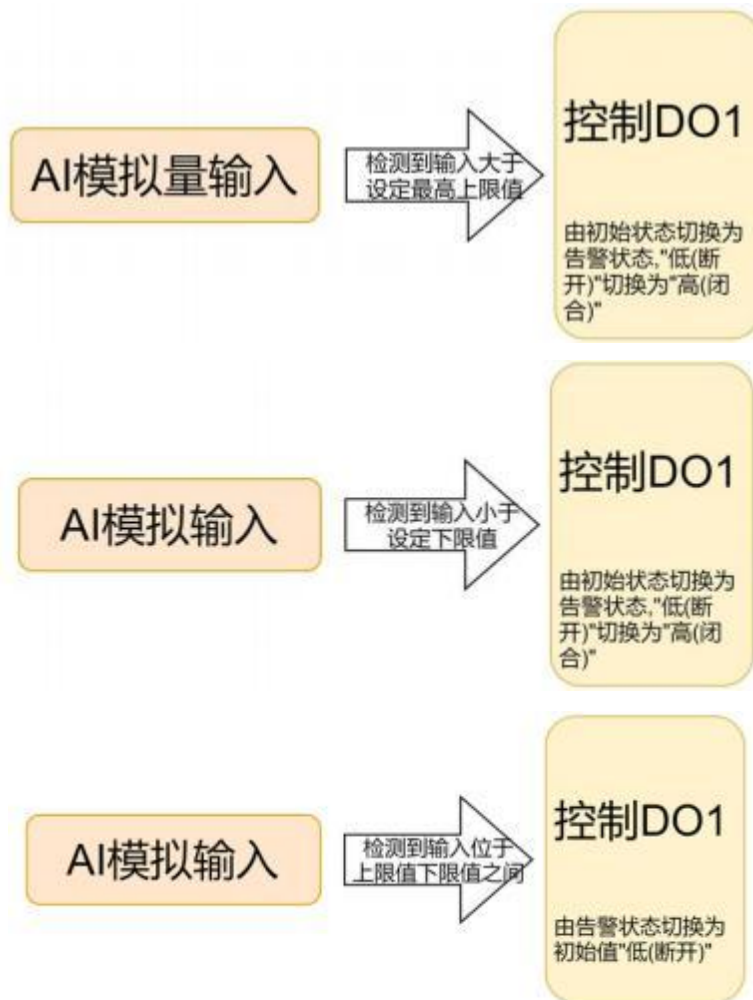 AI模拟量输入
检测到输入大于
设定最高上限值
控制DO1
由初始状态切换为
告警状态,"低(断
开)"切换为"高(闭
合)"
AI模拟输入
检测到输入小于
设定下限值
控制DO1
由初始状态切换为
告警状态,"低(断
开)"切换为"高(闭
合)"
AI模拟输入
检测到输入位于
上限值下限值之间
控制DO1
由告警状态切换为
初始值"低(断开)"